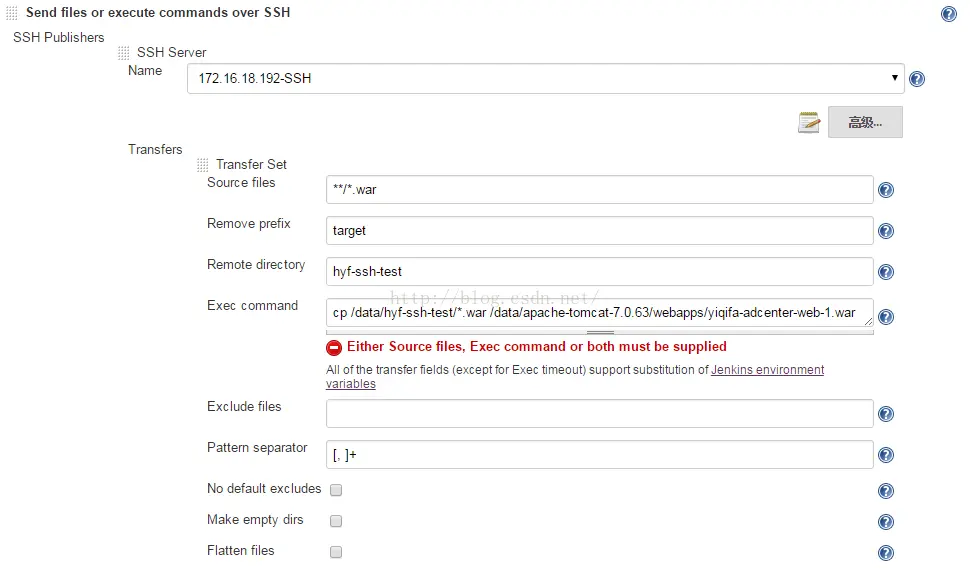 Send files or execute commands over SSH
SSH Publishers
SSH Server
Name
172.16.18.192-SSH
高级...
Transfers
Transfer Set
Source files
**/*.war
Remove prefix
target
Remote directory
hyf-ssh-test
http://blog.csdn.net/
Exec command
cp /data/hyf-ssh-test/*.war /data/apache-tomcat-7.0.63/webapps/yiqifa-adcenter-web-1.war
Either Source files, Exec command or both must be supplied
All of the transfer fields (except for Exec timeout) support substitution of Jenkins environment
variables
Exclude files
Pattern separator
[, ]+
No default excludes
Make empty dirs
Flatten files